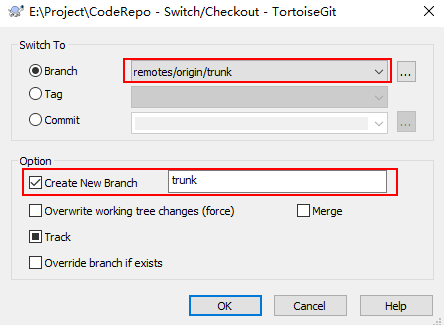 E:\Project\CodeRepo - Switch/Checkout - TortoiseGit
Switch To
Branch remotes/origin/trunk ...
Tag
Commit ...
Option
Create New Branch trunk
Overwrite working tree changes (force) Merge
Track
Override branch if exists
OK Cancel Help